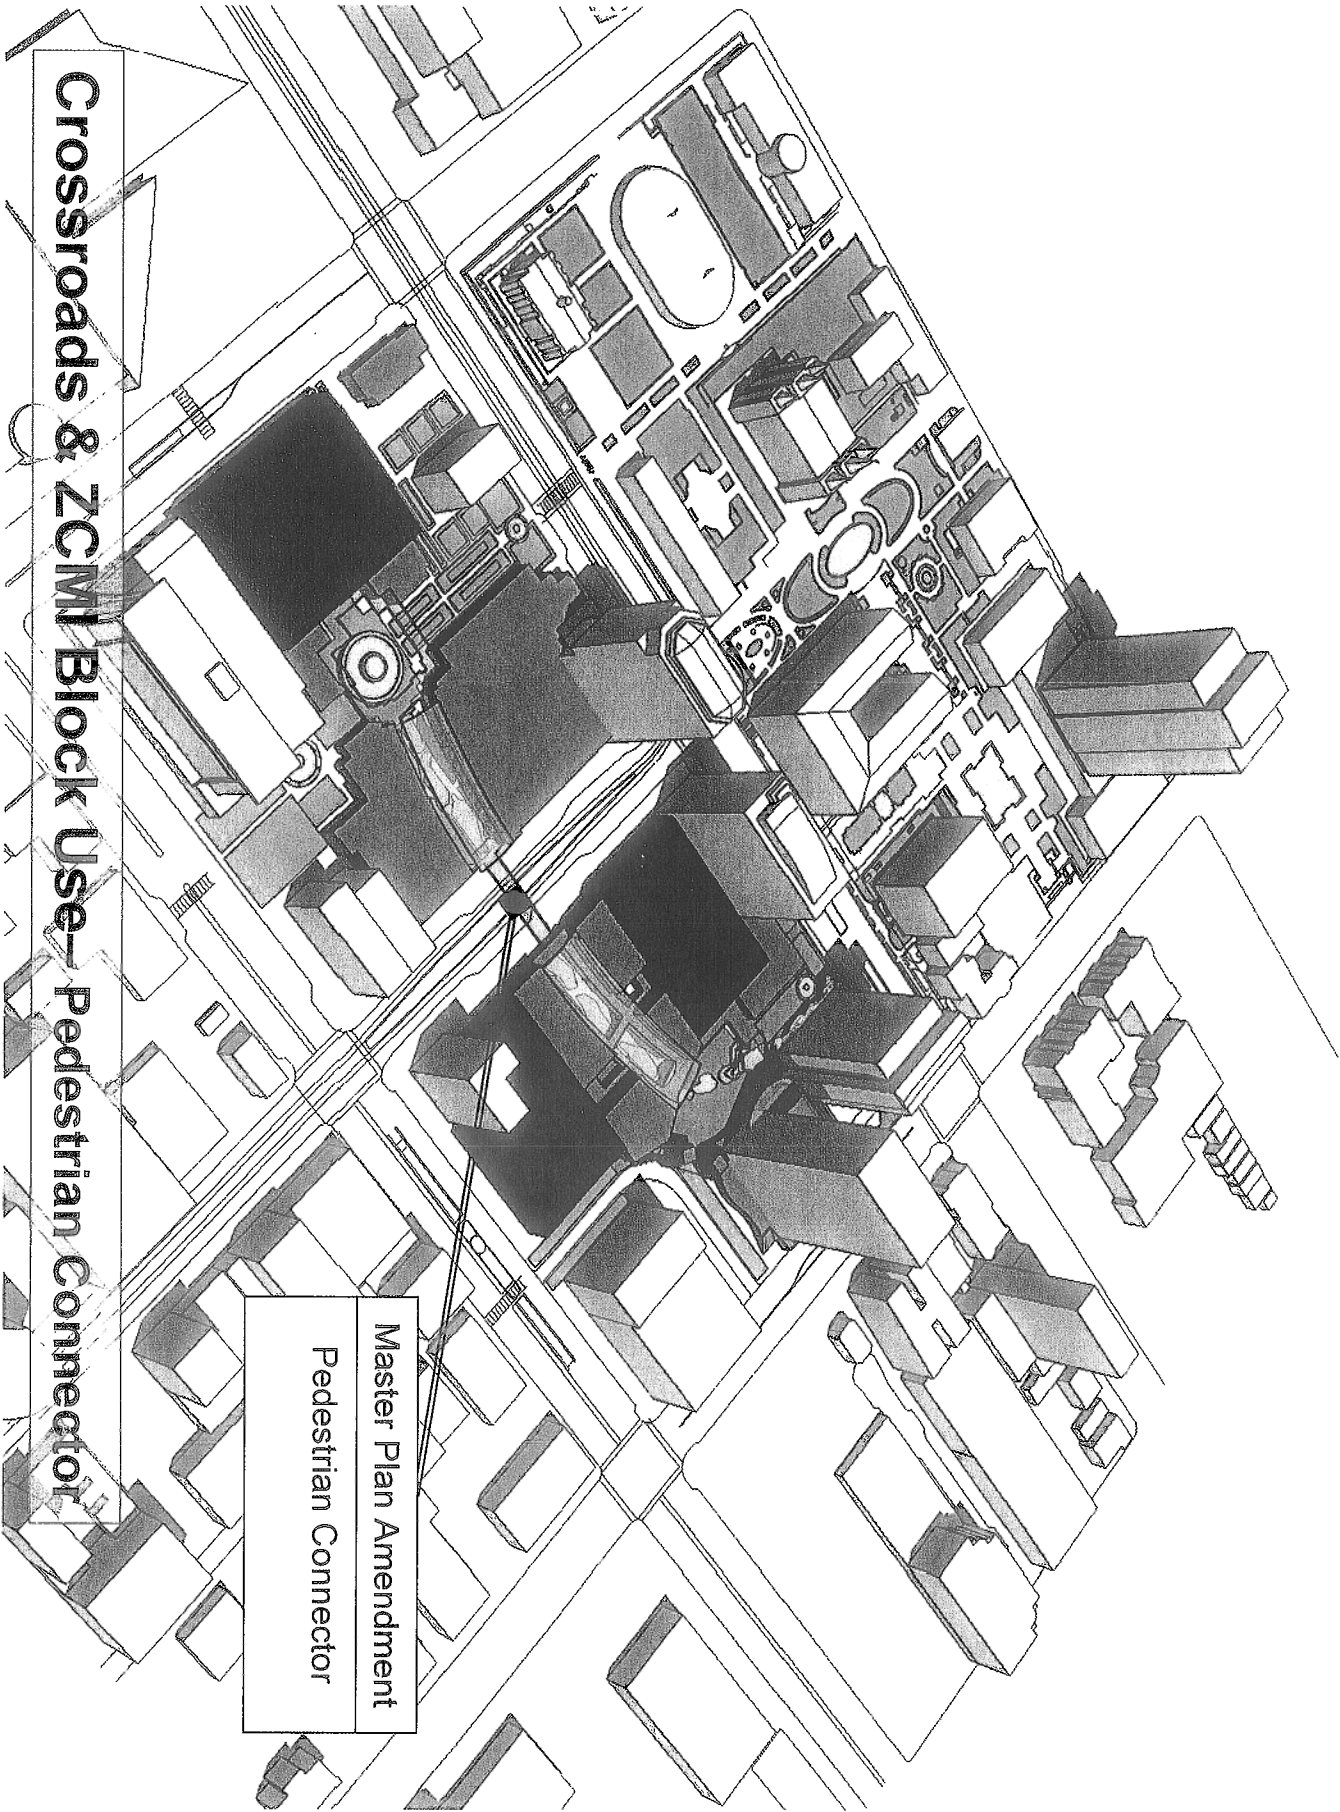 Crossroads & ZCMI Block Use– Pedestrian Connector
Master Plan Amendment
Pedestrian Connector